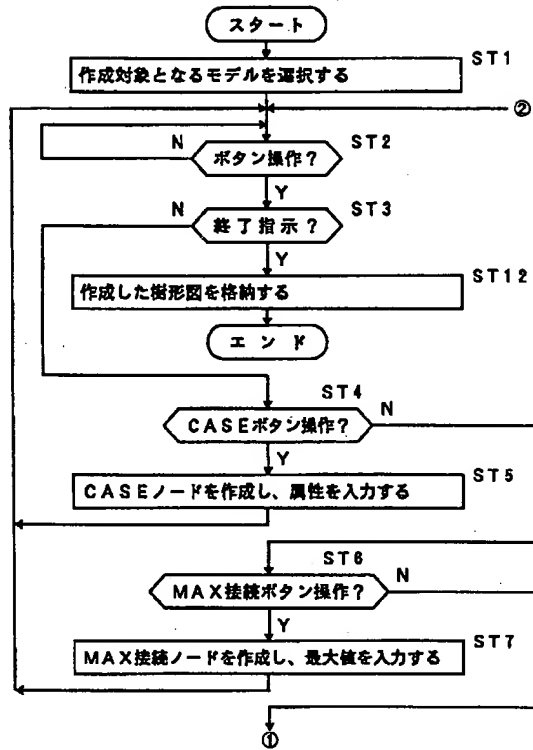 スタート
ST1
作成対象となるモデルを選択する
②
N
ST2
ボタン操作？
Y
N
ST3
終了指示？
Y
ST12
作成した樹形図を格納する
エンド
ST4
CASEボタン操作？
N
Y
ST5
CASEノードを作成し、属性を入力する
ST6
MAX接続ボタン操作？
N
Y
ST7
MAX接続ノードを作成し、最大値を入力する
①